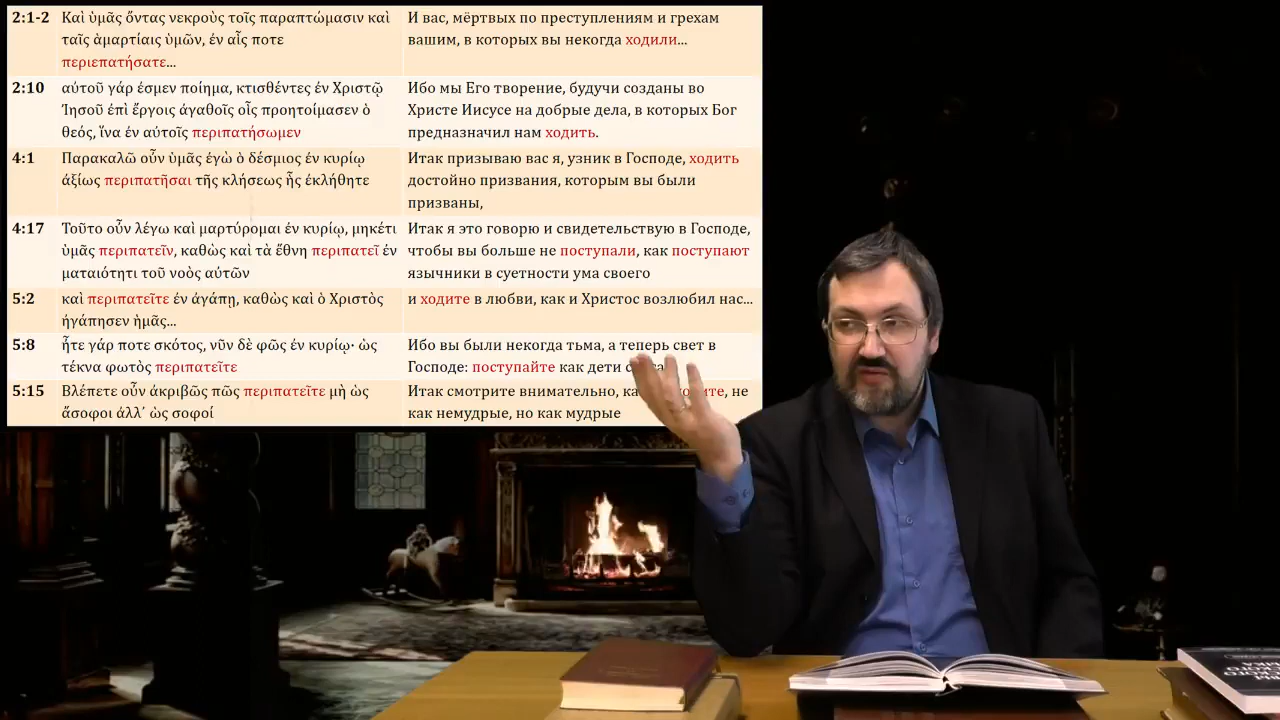 2:1-2 Καὶ ὑμᾶς ὄντας νεκροὺς τοῖς παραπτώμασιν καὶ
ταῖς ἁμαρτίαις ὑμῶν, ἐν αἷς ποτε
περιεπατήσατε...
И вас, мёртвых по преступлениям и грехам
вашим, в которых вы некогда ходили...
2:10 αὐτοῦ γάρ ἐσμεν ποίημα, κτισθέντες ἐν Χριστῷ
Ἰησοῦ ἐπὶ ἔργοις ἀγαθοῖς οἷς προητοίμασεν ὁ
θεός, ἵνα ἐν αὐτοῖς περιπατήσωμεν
Ибо мы Его творение, будучи созданы во
Христе Иисусе на добрые дела, в которых Бог
предназначил нам ходить.
4:1 Παρακαλῶ οὖν ὑμᾶς ἐγὼ ὁ δέσμιος ἐν κυρίῳ
ἀξίως περιπατῆσαι τῆς κλήσεως ἧς ἐκλήθητε
Итак призываю вас я, узник в Господе, ходить
достойно призвания, которым вы были
призваны,
4:17 Τοῦτο οὖν λέγω καὶ μαρτύρομαι ἐν κυρίῳ, μηκέτι
ὑμᾶς περιπατεῖν, καθὼς καὶ τὰ ἔθνη περιπατεῖ ἐν
ματαιότητι τοῦ νοὸς αὐτῶν
Итак я это говорю и свидетельствую в Господе,
чтобы вы больше не поступали, как поступают
язычники в суетности ума своего
5:2 καὶ περιπατεῖτε ἐν ἀγάπῃ, καθὼς καὶ ὁ Χριστὸς
ἠγάπησεν ἡμᾶς...
и ходите в любви, как и Христос возлюбил нас...
5:8 ἦτε γάρ ποτε σκότος, νῦν δὲ φῶς ἐν κυρίῳ· ὡς
τέκνα φωτὸς περιπατεῖτε
Ибо вы были некогда тьма, а теперь свет в
Господе: поступайте как дети
5:15 Βλέπετε οὖν ἀκριβῶς πῶς περιπατεῖτε μὴ ὡς
ἄσοφοι ἀλλ’ ὡς σοφοί
Итак смотрите внимательно, не
как немудрые, но как мудрые